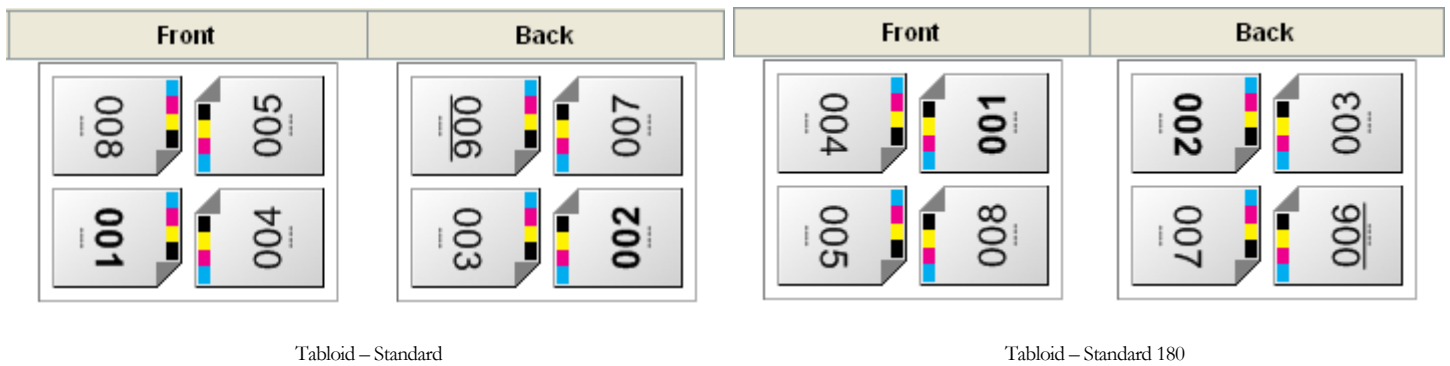 Front Back Front Back
008 005 006 007 004 001 002 003
001 004 003 002 005 008 007 006
Tabloid – Standard Tabloid – Standard 180